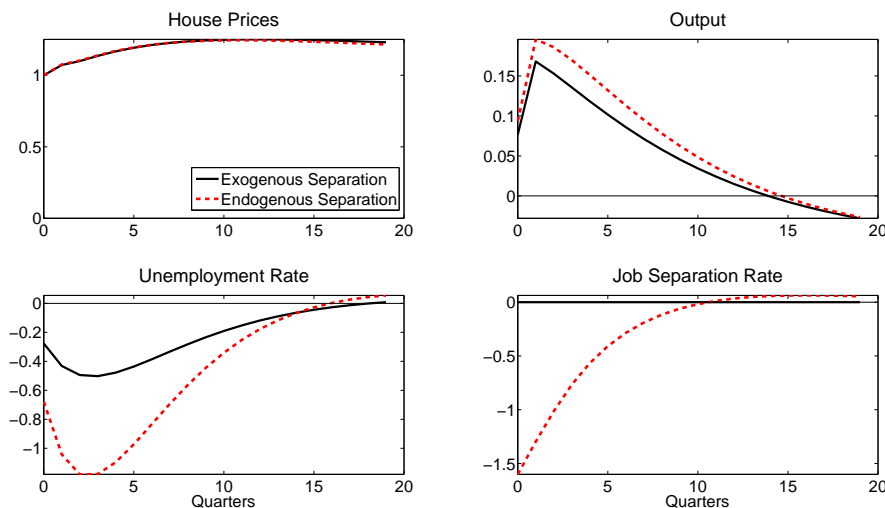 House Prices
1
0.5
0
0 5 10 15 20
Exogenous Separation
Endogenous Separation
Output
0.15
0.1
0.05
0
0 5 10 15 20
Unemployment Rate
0
−0.2
−0.4
−0.6
−0.8
−1
0 5 10 15 20
Quarters
Job Separation Rate
0
−0.5
−1
−1.5
0 5 10 15 20
Quarters